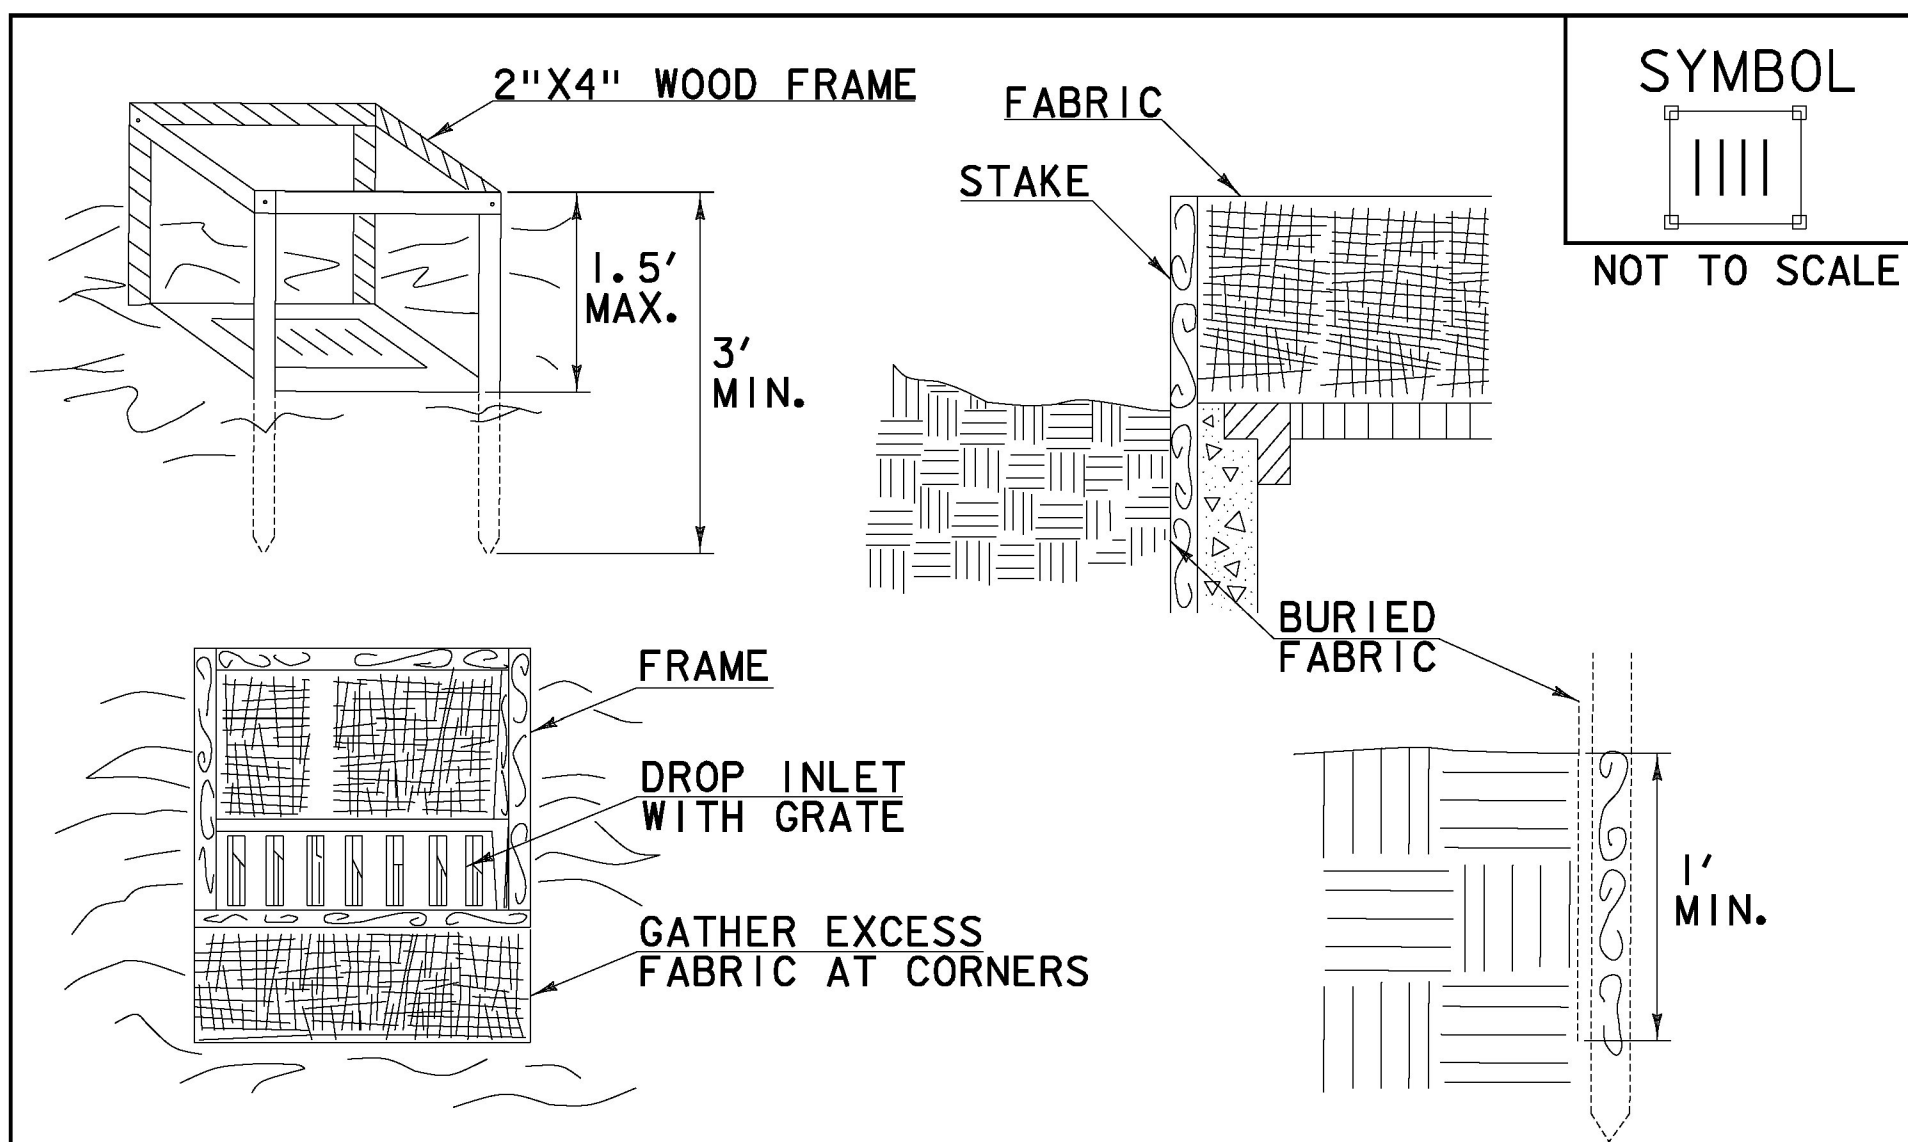 2"X4" WOOD FRAME
1.5'
MAX.
3'
MIN.
FABRIC
STAKE
SYMBOL
NOT TO SCALE
BURIED
FABRIC
1'
MIN.
FRAME
DROP INLET
WITH GRATE
GATHER EXCESS
FABRIC AT CORNERS